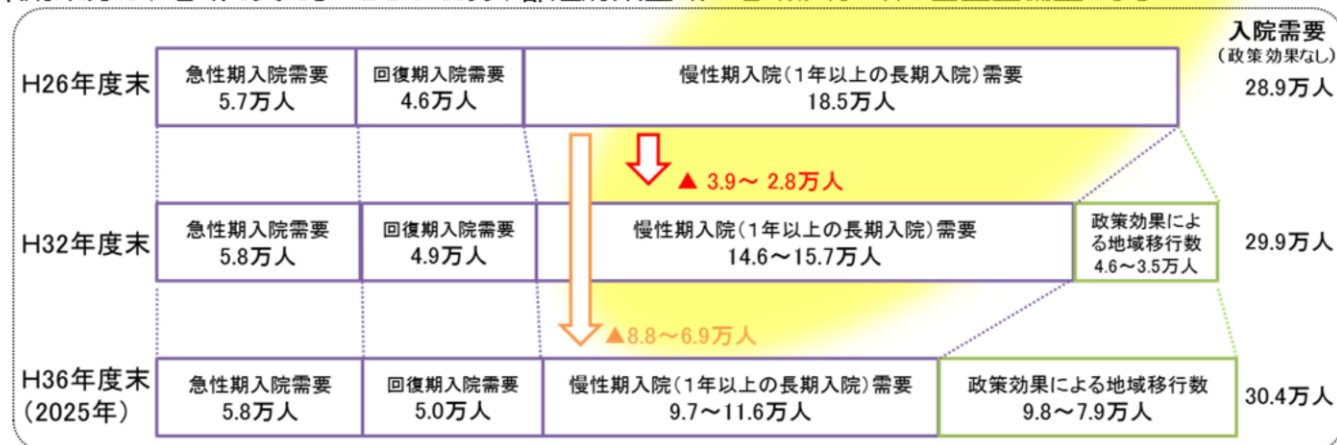 入院需要
(政策効果なし)
H26年度末
急性期入院需要
5.7万人
回復期入院需要
4.6万人
慢性期入院(1年以上の長期入院)需要
18.5万人
28.9万人
▲ 3.9～ 2.8万人
H32年度末
急性期入院需要
5.8万人
回復期入院需要
4.9万人
慢性期入院(1年以上の長期入院)需要
14.6～15.7万人
政策効果によ
る地域移行数
4.6～3.5万人
29.9万人
▲8.8～6.9万人
H36年度末
(2025年)
急性期入院需要
5.8万人
回復期入院需要
5.0万人
慢性期入院(1年以上の長期入院)需要
9.7～11.6万人
政策効果による地域移行数
9.8～7.9万人
30.4万人